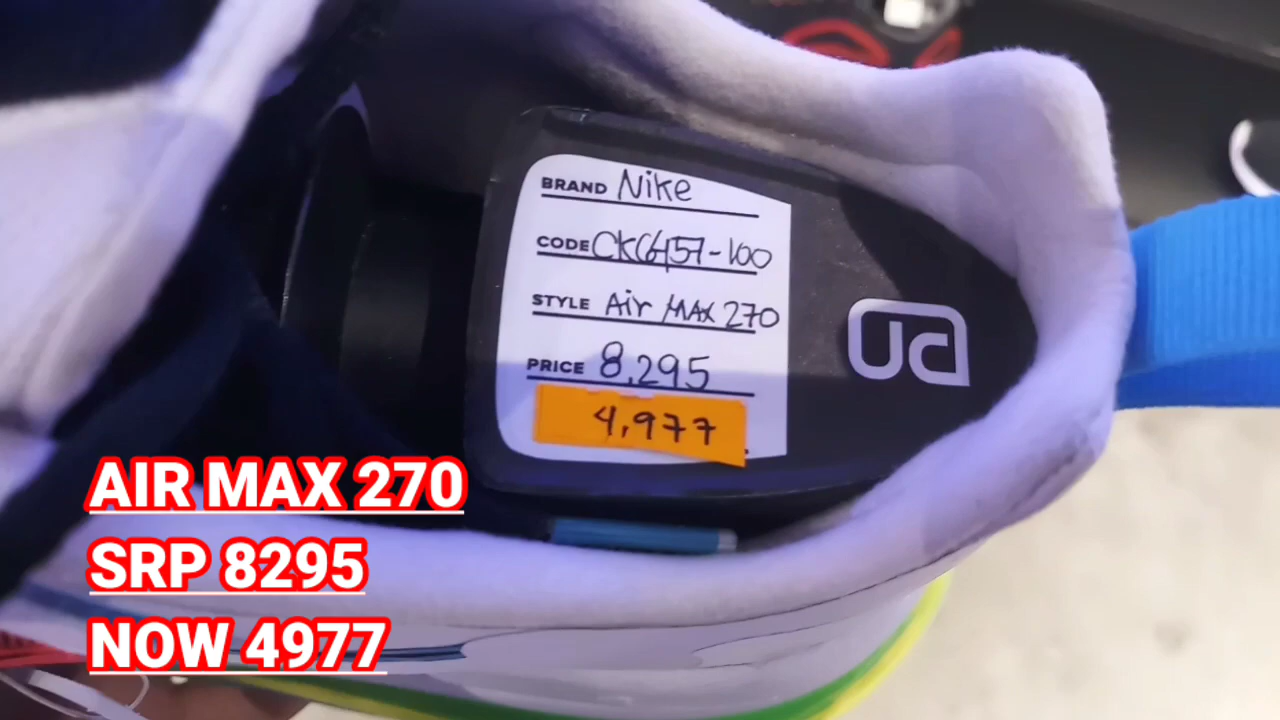 BRAND Nike
CODE CK6457-100
STYLE Air MAX 270
PRICE 8,295
4,977
AIR MAX 270
SRP 8295
NOW 4977